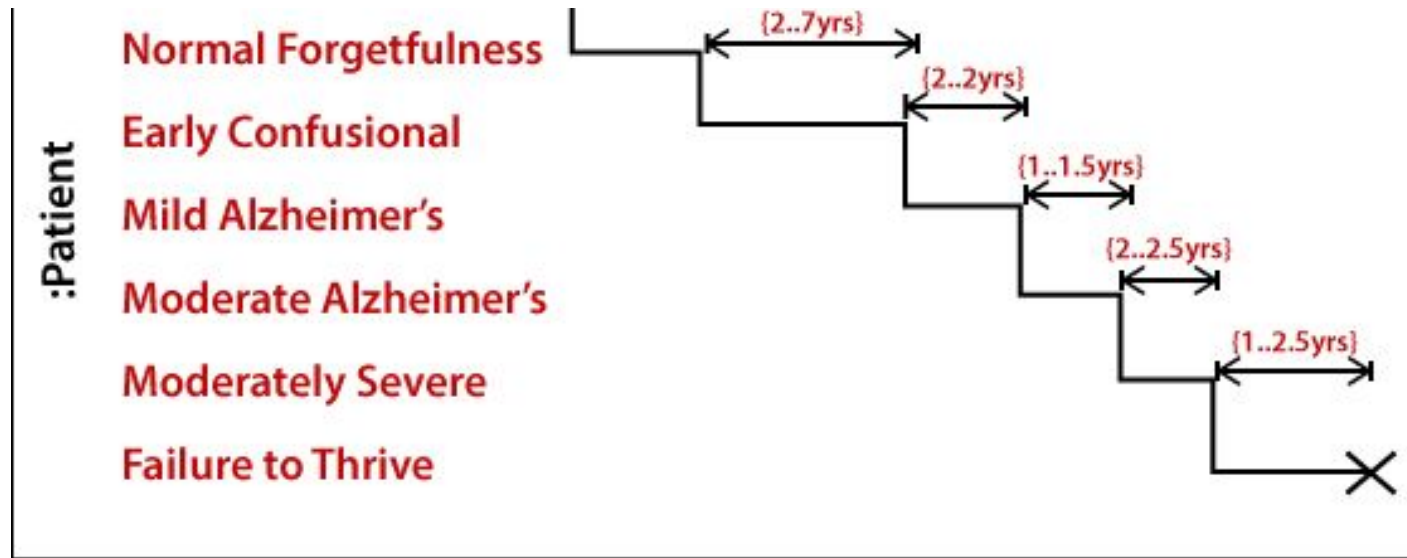 :Patient
Normal Forgetfulness
Early Confusional
Mild Alzheimer’s
Moderate Alzheimer’s
Moderately Severe
Failure to Thrive
{2..7yrs}
{2..2yrs}
{1..1.5yrs}
{2..2.5yrs}
{1..2.5yrs}